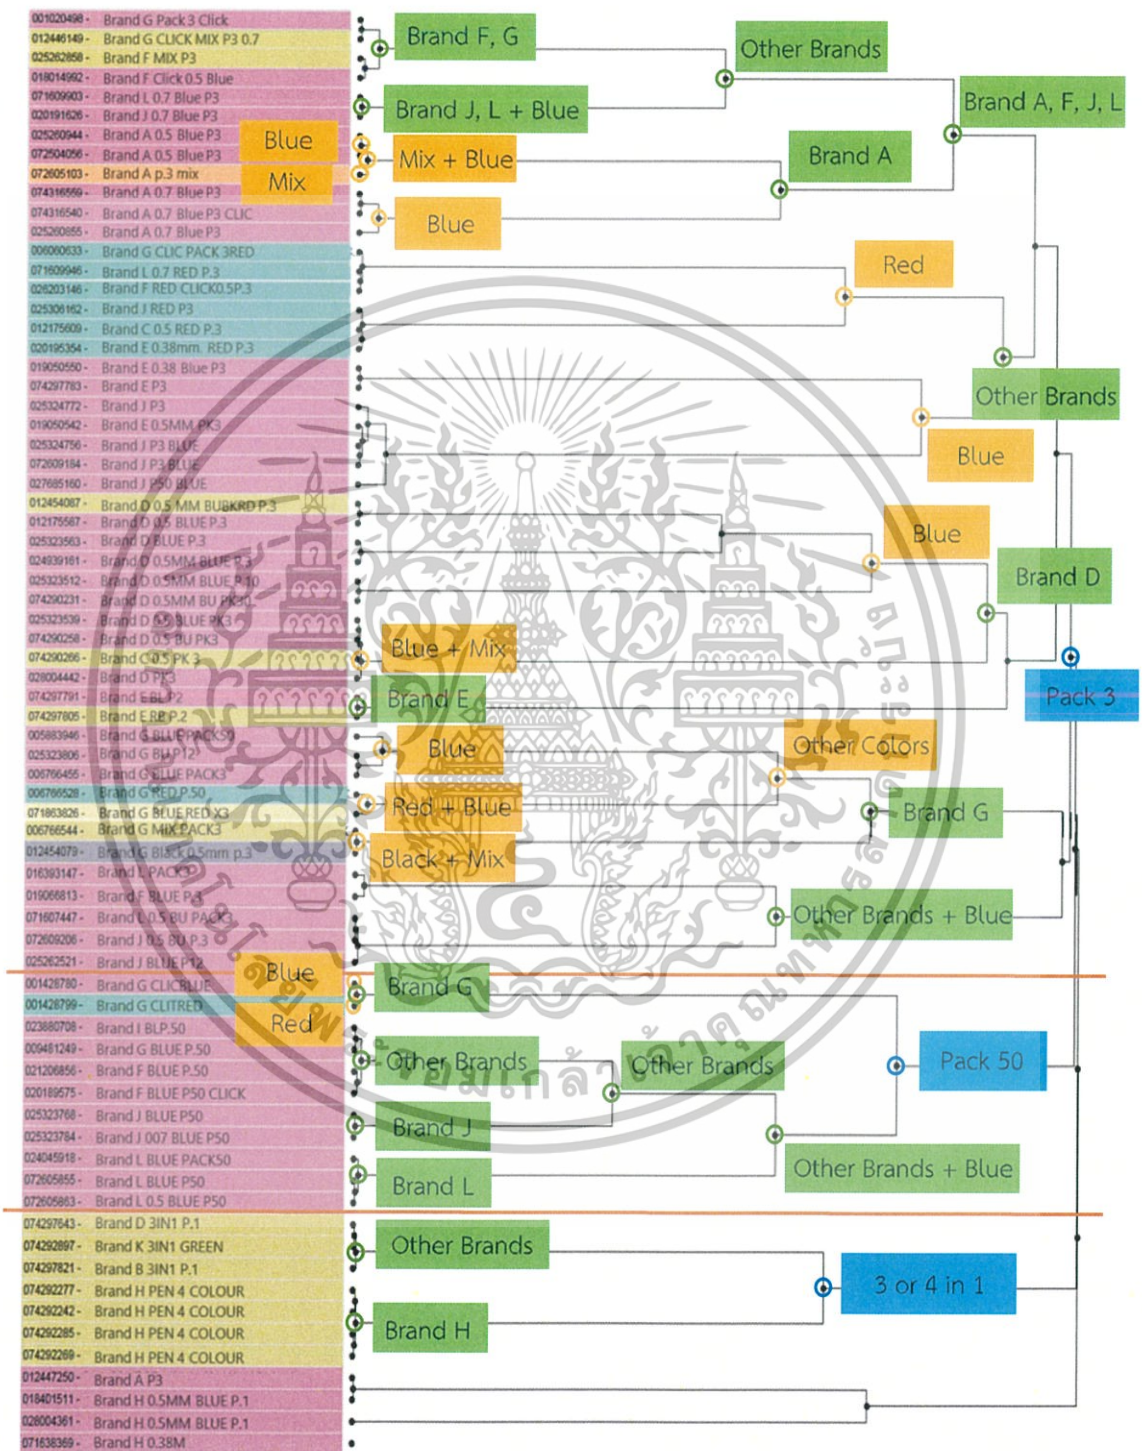 001020498 - Brand G Pack 3 Click
012446149 - Brand G CLICK MIX P3 0.7
025262858 - Brand F MIX P3
018014992 - Brand F Click 0.5 Blue
071609903 - Brand L 0.7 Blue P3
020191626 - Brand J 0.7 Blue P3
025260944 - Brand A 0.5 Blue P3
072504056 - Brand A 0.5 Blue P3
072605103 - Brand A p.3 mix
074316559 - Brand A 0.7 Blue P3
074316540 - Brand A 0.7 Blue P3 CLIC
025260855 - Brand A 0.7 Blue P3
006060633 - Brand G CLIC PACK 3RED
071609946 - Brand L 0.7 RED P.3
026203146 - Brand F RED CLICK0.5P.3
025306162 - Brand J RED P3
012175609 - Brand C 0.5 RED P.3
020195354 - Brand E 0.38mm. RED P.3
019050550 - Brand E 0.38 Blue P3
074297783 - Brand E P3
025324772 - Brand J P3
019050542 - Brand E 0.5MM PK3
025324756 - Brand J P3 BLUE
072609184 - Brand J P3 BLUE
027685160 - Brand J P50 BLUE
012454087 - Brand D 0.5 MM BUBKRD P.3
012175587 - Brand D 0.5 BLUE P.3
025323563 - Brand D BLUE P.3
024939161 - Brand D 0.5MM BLUE P.3
025323512 - Brand D 0.5MM BLUE P.10
074290231 - Brand D 0.5MM BU PK30
025323539 - Brand D 0.5 BLUE PK3
074290258 - Brand D 0.5 BU PK3
074290266 - Brand C 0.5 PK 3
028004442 - Brand D PK3
074297791 - Brand E BL P2
074297805 - Brand E RB P.2
005883946 - Brand G BLUE PACK50
025323806 - Brand G BU P12
006766455 - Brand G BLUE PACK3
006766528 - Brand G RED P.50
071863826 - Brand G BLUE RED X3
006766544 - Brand G MIX PACK3
012454079 - Brand G Black 0.5mm p.3
016393147 - Brand L PACK3
019066813 - Brand F BLUE P.3
071607447 - Brand L 0.5 BU PACK3
072609206 - Brand J 0.5 BU P.3
025262521 - Brand J BLUE P12
001428780 - Brand G CLICBLUE
001428799 - Brand G CLITRED
023880708 - Brand I BLP.50
009481249 - Brand G BLUE P.50
021206856 - Brand F BLUE P.50
020189575 - Brand F BLUE P50 CLICK
025323768 - Brand J BLUE P50
025323784 - Brand J 007 BLUE P50
024045918 - Brand L BLUE PACK50
072605855 - Brand L BLUE P50
072605863 - Brand L 0.5 BLUE P50
074297643 - Brand D 3IN1 P.1
074292897 - Brand K 3IN1 GREEN
074297821 - Brand B 3IN1 P.1
074292277 - Brand H PEN 4 COLOUR
074292242 - Brand H PEN 4 COLOUR
074292285 - Brand H PEN 4 COLOUR
074292269 - Brand H PEN 4 COLOUR
012447250 - Brand A P3
018401511 - Brand H 0.5MM BLUE P.1
028004361 - Brand H 0.5MM BLUE P.1
071638369 - Brand H 0.38M
Brand F, G
Other Brands
Brand J, L + Blue
Brand A, F, J, L
Blue
Mix + Blue
Brand A
Mix
Blue
Red
Other Brands
Blue
Blue
Brand D
Blue + Mix
Brand E
Pack 3
Blue
Other Colors
Red + Blue
Brand G
Black + Mix
Other Brands + Blue
Blue
Brand G
Red
Other Brands
Other Brands
Pack 50
Brand J
Brand L
Other Brands + Blue
Other Brands
3 or 4 in 1
Brand H